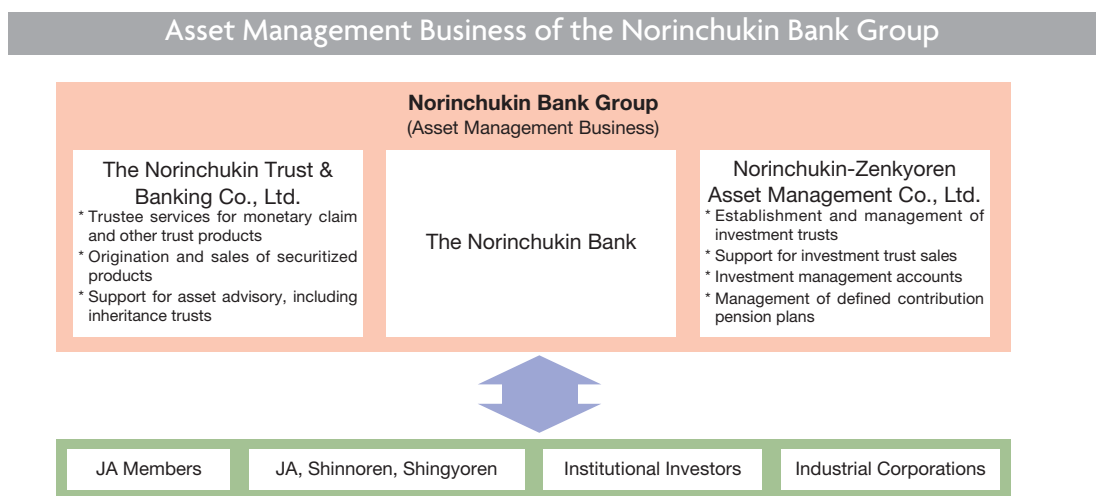 Asset Management Business of the Norinchukin Bank Group
Norinchukin Bank Group
(Asset Management Business)
The Norinchukin Trust &
Banking Co., Ltd.
* Trustee services for monetary claim
and other trust products
* Origination and sales of securitized
products
* Support for asset advisory, including
inheritance trusts
The Norinchukin Bank
Norinchukin-Zenkyoren
Asset Management Co., Ltd.
* Establishment and management of
investment trusts
* Support for investment trust sales
* Investment management accounts
* Management of defined contribution
pension plans
JA Members
JA, Shinnoren, Shingyoren
Institutional Investors
Industrial Corporations